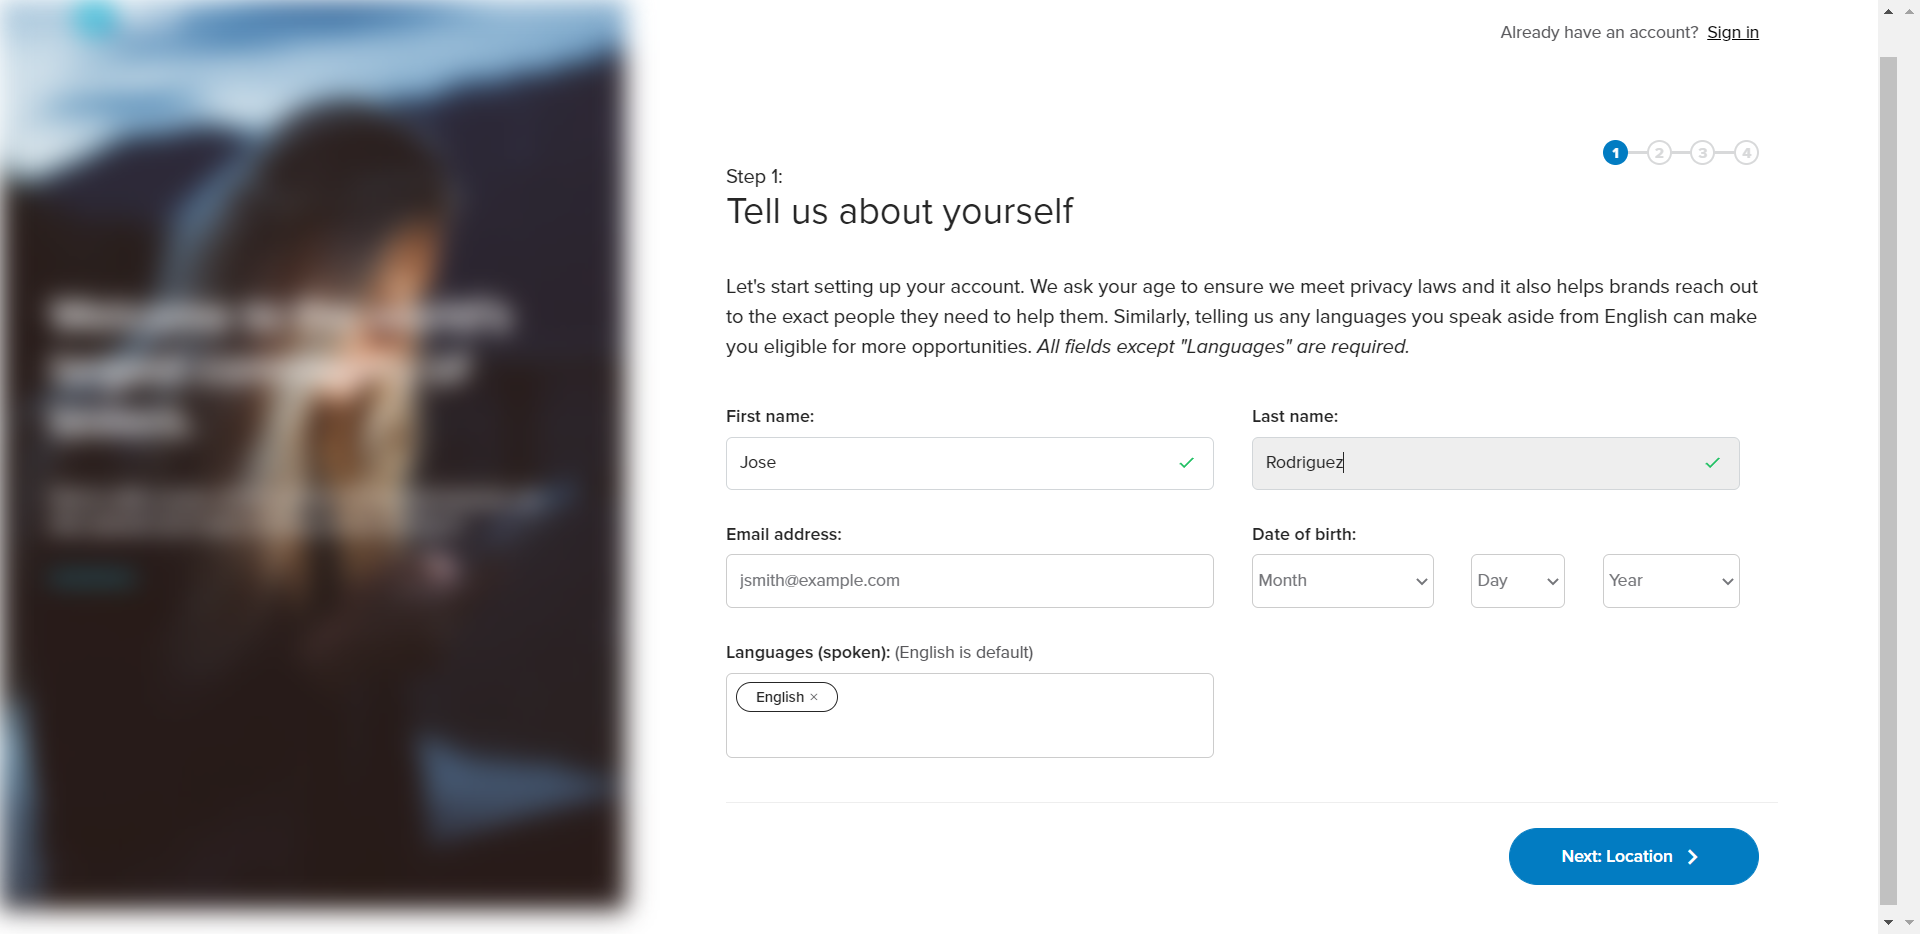 Already have an account? Sign in
1 2 3 4
Step 1:
Tell us about yourself
Let's start setting up your account. We ask your age to ensure we meet privacy laws and it also helps brands reach out
to the exact people they need to help them. Similarly, telling us any languages you speak aside from English can make
you eligible for more opportunities. All fields except "Languages" are required.
First name:
Last name:
Jose
Rodriguez
Email address:
Date of birth:
jsmith@example.com
Month
Day
Year
Languages (spoken): (English is default)
English ×
Next: Location